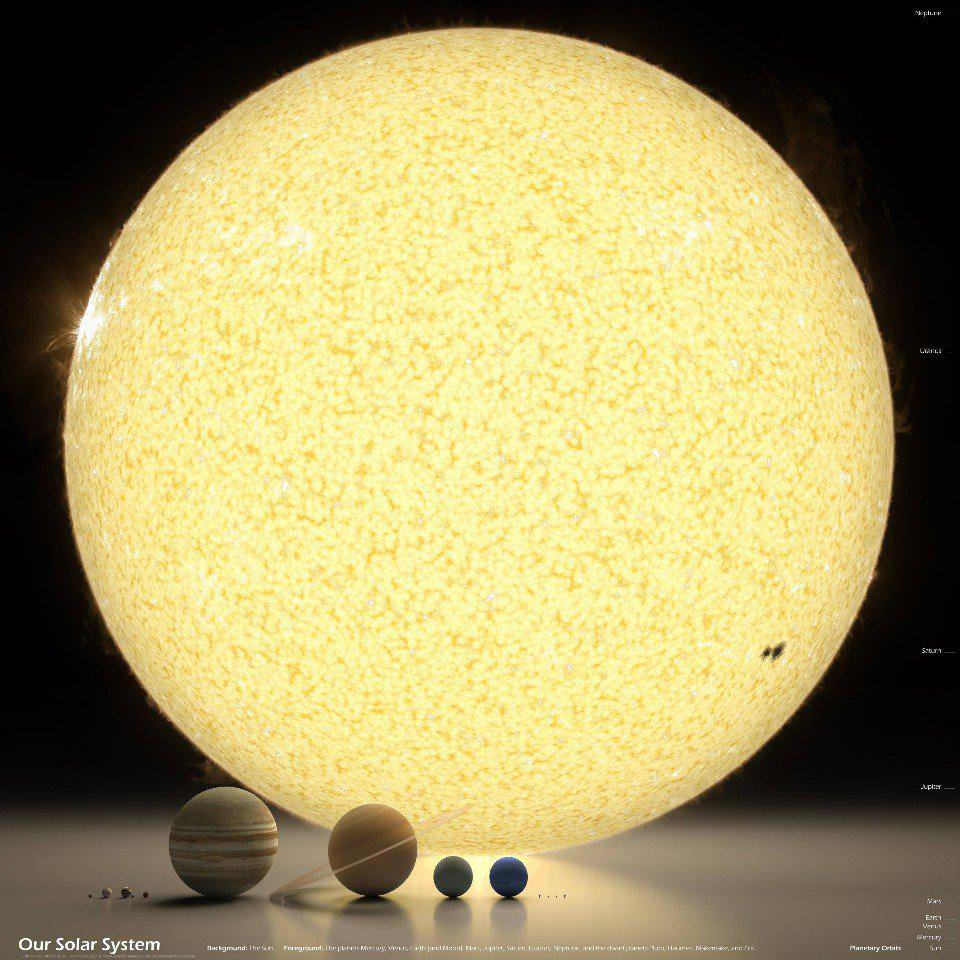 Neptune
Uranus
Saturn
Jupiter
Mars
Earth
Venus
Mercury
Sun
Our Solar System
Background: The Sun
Foreground: The planets Mercury, Venus, Earth (and Moon), Mars, Jupiter, Saturn, Uranus, Neptune, and the dwarf planets Pluto, Haumea, Makemake, and Eris
Planetary Orbits